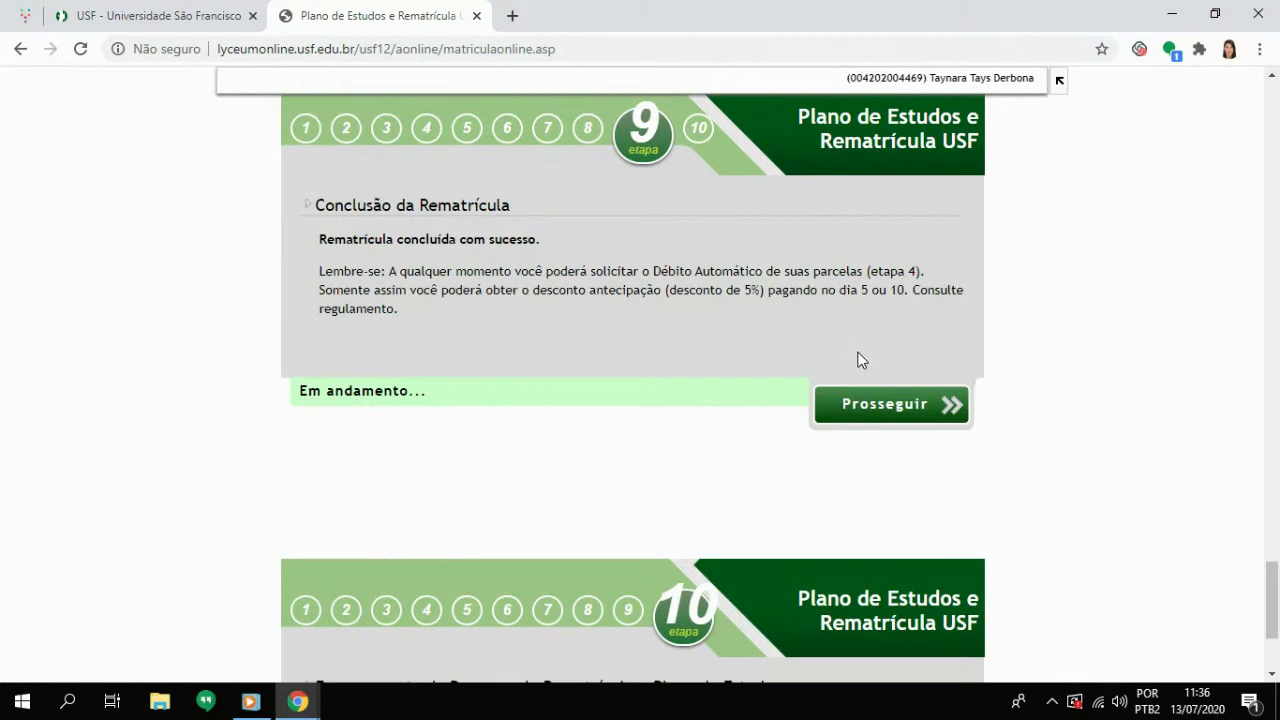 USF - Universidade São Francisco
Plano de Estudos e Rematrícula U
Não seguro
lyceumonline.usf.edu.br/usf12/aonline/matriculaonline.asp
1
(004202004469) Taynara Tays Derbona
1 2 3 4 5 6 7 8 9 10
etapa
Plano de Estudos e
Rematrícula USF
Conclusão da Rematrícula
Rematrícula concluída com sucesso.
Lembre-se: A qualquer momento você poderá solicitar o Débito Automático de suas parcelas (etapa 4).
Somente assim você poderá obter o desconto antecipação (desconto de 5%) pagando no dia 5 ou 10. Consulte
regulamento.
Em andamento...
Prosseguir
1 2 3 4 5 6 7 8 9 10
etapa
Plano de Estudos e
Rematrícula USF
POR
PTB2
11:36
13/07/2020
1